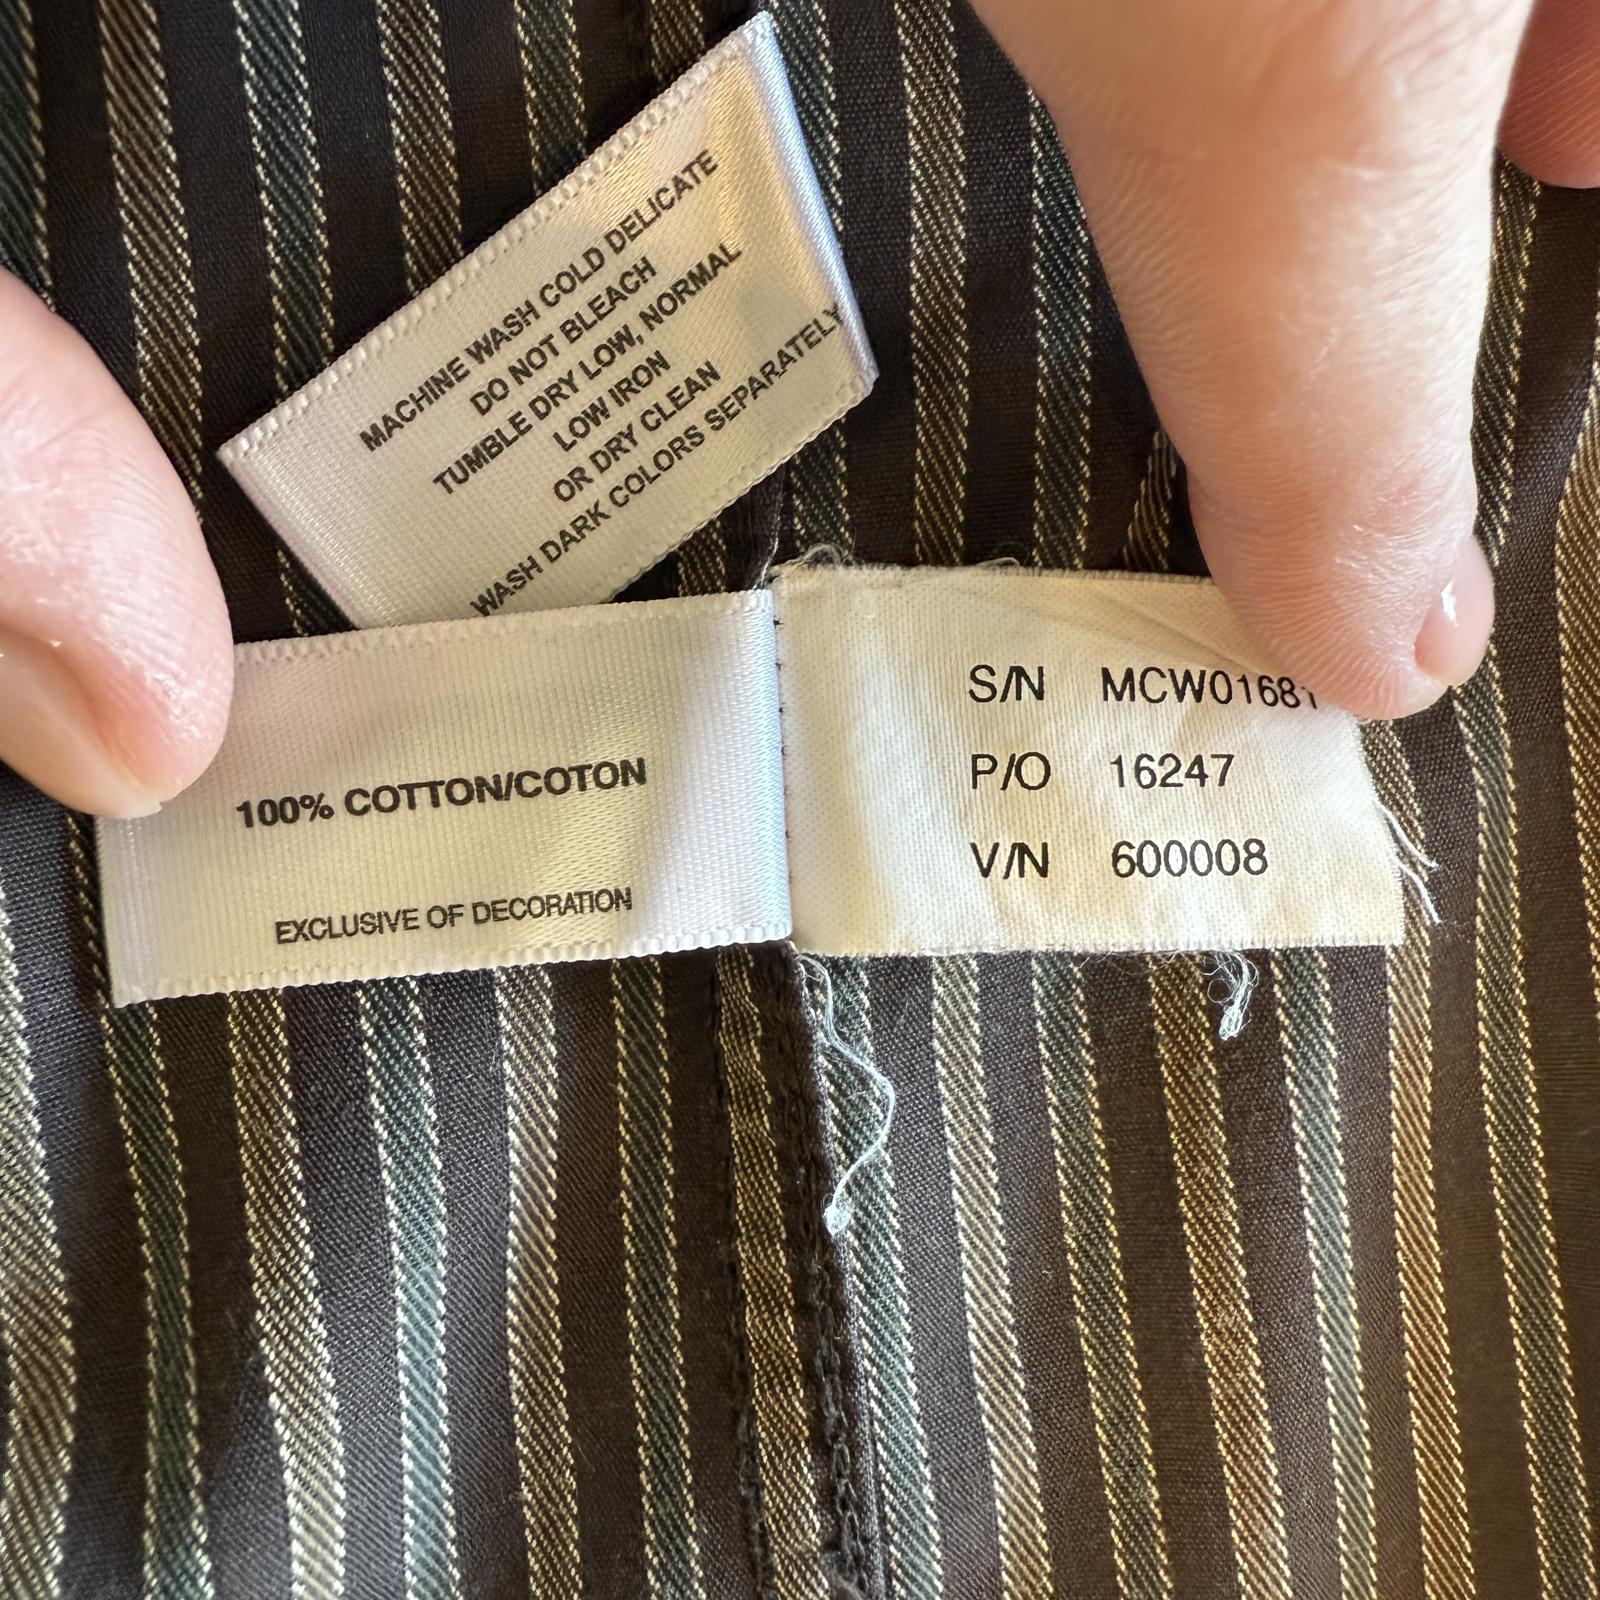 MACHINE WASH COLD DELICATE
DO NOT BLEACH
TUMBLE DRY LOW, NORMAL
LOW IRON
OR DRY CLEAN
WASH DARK COLORS SEPARATELY
100% COTTON/COTON
EXCLUSIVE OF DECORATION
S/N
P/O 16247
V/N 600008